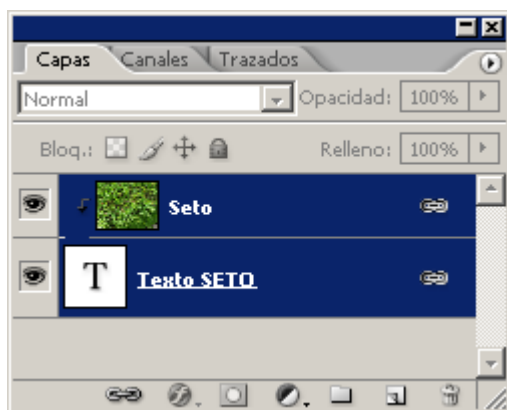 Capas Canales Trazados
Normal Opacidad: 100%
Bloq.: Relleno: 100%
Seto
T Texto SETO